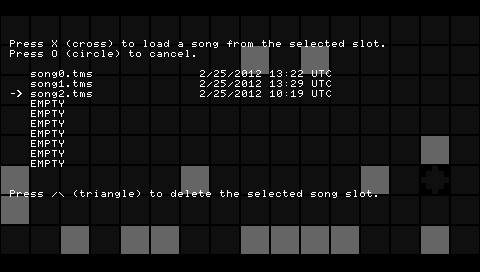 Press X (cross) to load a song from the selected slot.
Press O (circle) to cancel.
song0.tms 2/25/2012 13:22 UTC
song1.tms 2/25/2012 13:29 UTC
-> song2.tms 2/25/2012 10:19 UTC
EMPTY
EMPTY
EMPTY
EMPTY
EMPTY
EMPTY
EMPTY
Press /\ (triangle) to delete the selected song slot.